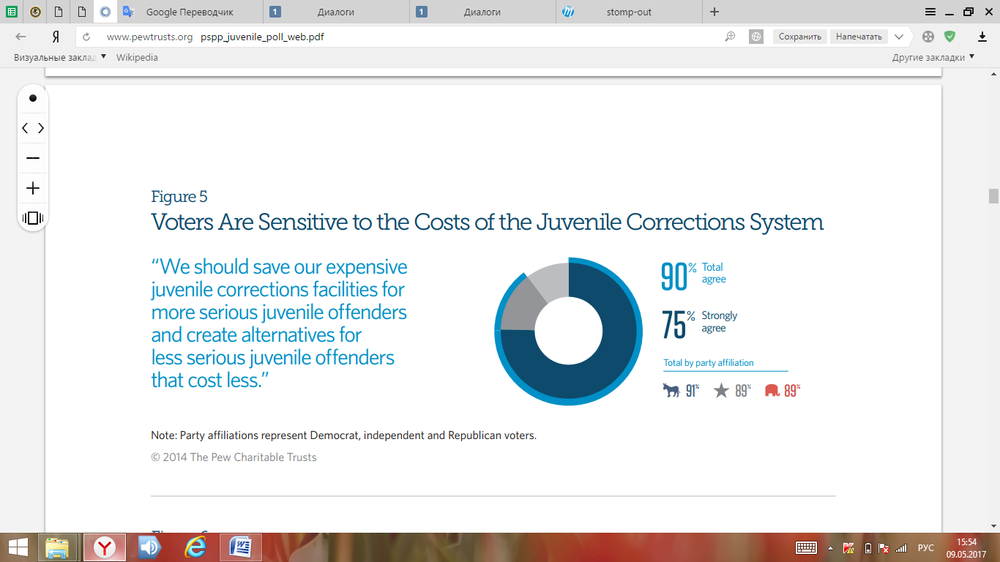 Google Переводчик
1
Диалоги
1
Диалоги
stomp-out
Я
www.pewtrusts.org pspp_juvenile_poll_web.pdf
Сохранить
Напечатать
Визуальные заклад
Wikipedia
Другие закладки
Figure 5
Voters Are Sensitive to the Costs of the Juvenile Corrections System
“We should save our expensive
juvenile corrections facilities for
more serious juvenile offenders
and create alternatives for
less serious juvenile offenders
that cost less.”
90% Total
agree
75% Strongly
agree
Total by party affiliation
91% 89% 89%
Note: Party affiliations represent Democrat, independent and Republican voters.
© 2014 The Pew Charitable Trusts
РУС
15:54
09.05.2017